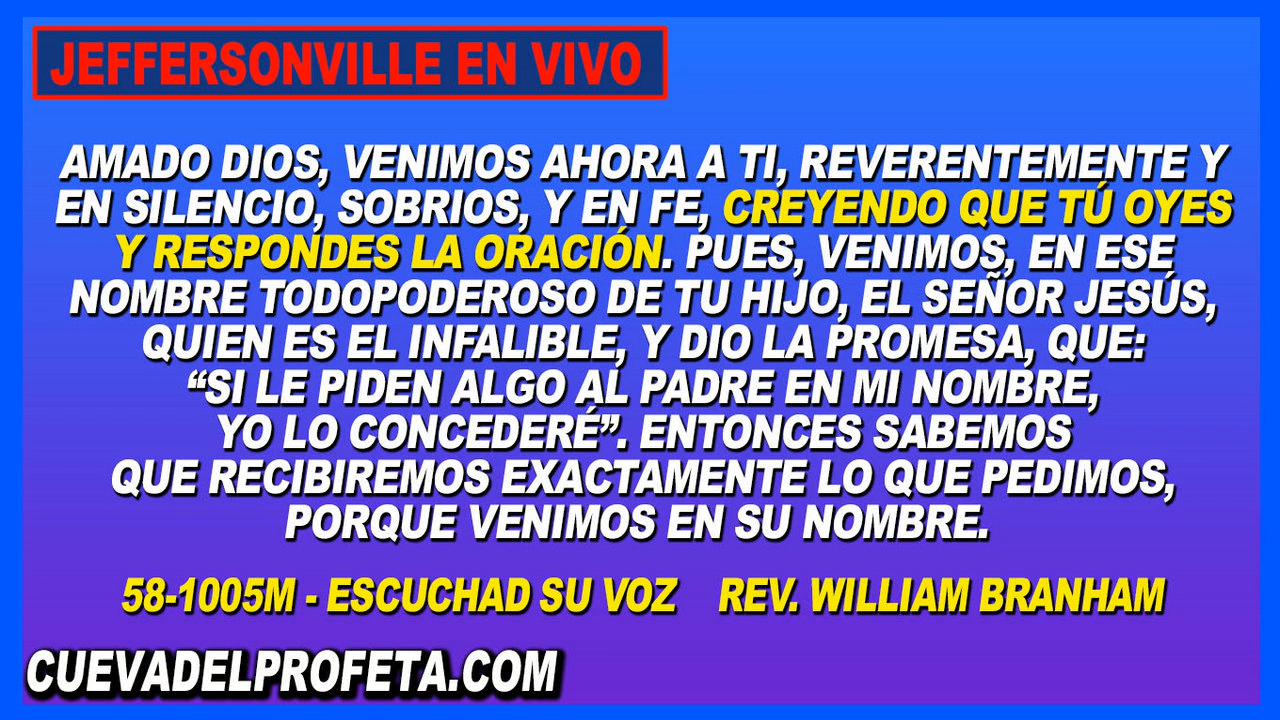 JEFFERSONVILLE EN VIVO
AMADO DIOS, VENIMOS AHORA A TI, REVERENTEMENTE Y
EN SILENCIO, SOBRIOS, Y EN FE, CREYENDO QUE TÚ OYES
Y RESPONDES LA ORACIÓN. PUES, VENIMOS, EN ESE
NOMBRE TODOPODEROSO DE TU HIJO, EL SEÑOR JESÚS,
QUIEN ES EL INFALIBLE, Y DIO LA PROMESA, QUE:
“SI LE PIDEN ALGO AL PADRE EN MI NOMBRE,
YO LO CONCEDERÉ”. ENTONCES SABEMOS
QUE RECIBIREMOS EXACTAMENTE LO QUE PEDIMOS,
PORQUE VENIMOS EN SU NOMBRE.
58-1005M - ESCUCHAD SU VOZ REV. WILLIAM BRANHAM
CUEVADELPROFETA.COM